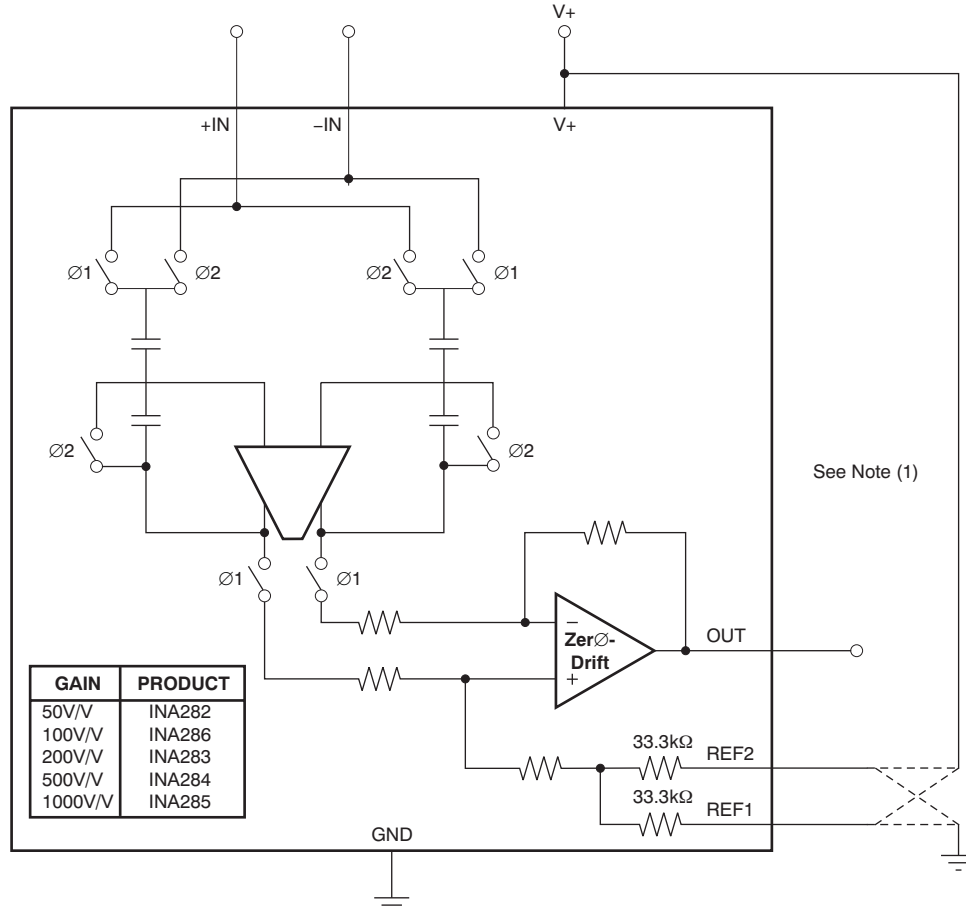 V+
+IN
−IN
V+
Ø1
Ø2
Ø2
Ø1
Ø2
Ø2
See Note (1)
Ø1
Ø1
−
ZerØ-
Drift
+
OUT
GAIN PRODUCT
50V/V INA282
100V/V INA286
200V/V INA283
500V/V INA284
1000V/V INA285
33.3kΩ
REF2
33.3kΩ
REF1
GND